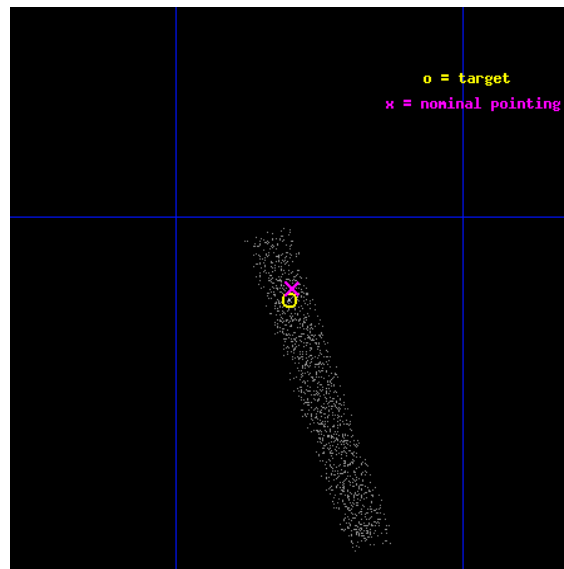 o = target
x = nominal pointing